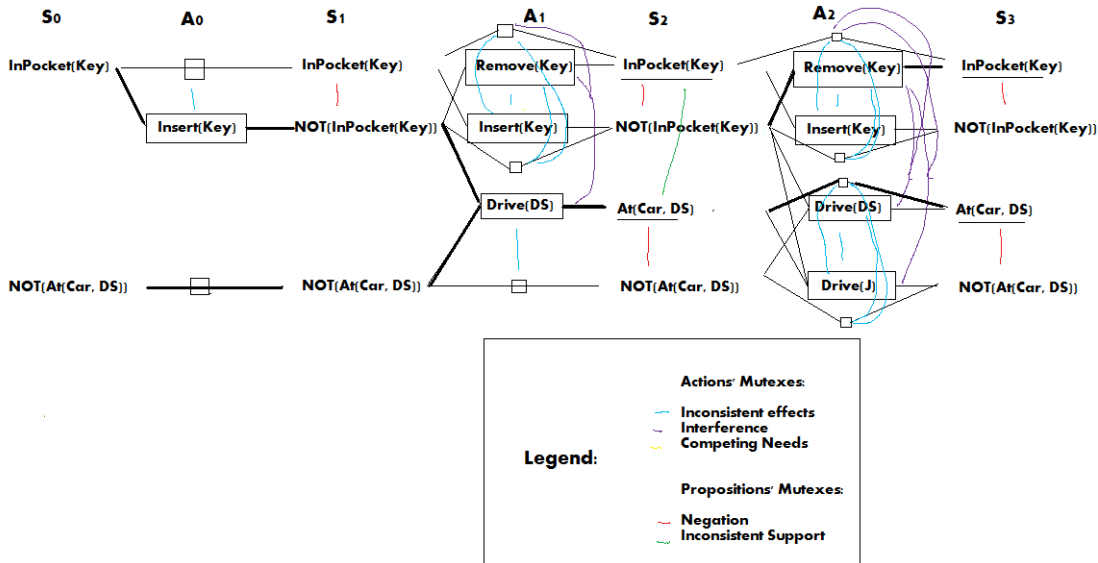 S0 A0 S1 A1 S2 A2 S3
InPocket(Key) InPocket(Key) Remove(Key) InPocket(Key) Remove(Key) InPocket(Key)
Insert(Key) NOT(InPocket(Key)) Insert(Key) NOT(InPocket(Key)) Insert(Key) NOT(InPocket(Key))
Drive(DS) At(Car, DS) Drive(DS) At(Car, DS)
NOT(At(Car, DS)) NOT(At(Car, DS)) NOT(At(Car, DS)) Drive(J) NOT(At(Car, DS))
Legend:
Actions' Mutexes:
Inconsistent effects
Interference
Competing Needs
Propositions' Mutexes:
Negation
Inconsistent Support